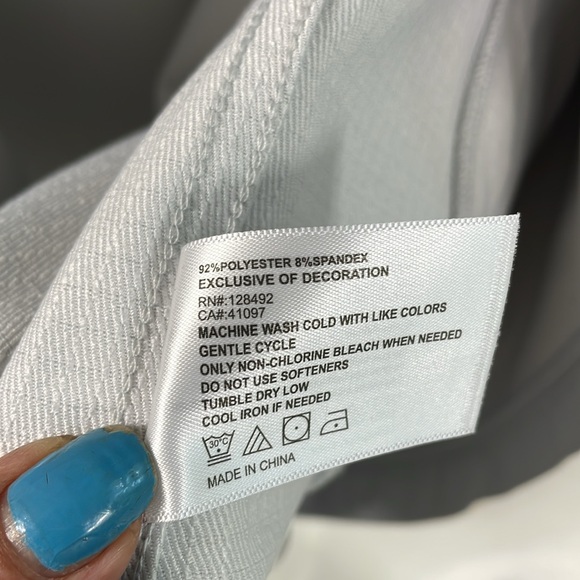 92%POLYESTER 8%SPANDEX
EXCLUSIVE OF DECORATION
RN#:128492
CA#:41097
MACHINE WASH COLD WITH LIKE COLORS
GENTLE CYCLE
ONLY NON-CHLORINE BLEACH WHEN NEEDED
DO NOT USE SOFTENERS
TUMBLE DRY LOW
COOL IRON IF NEEDED
30°C
MADE IN CHINA